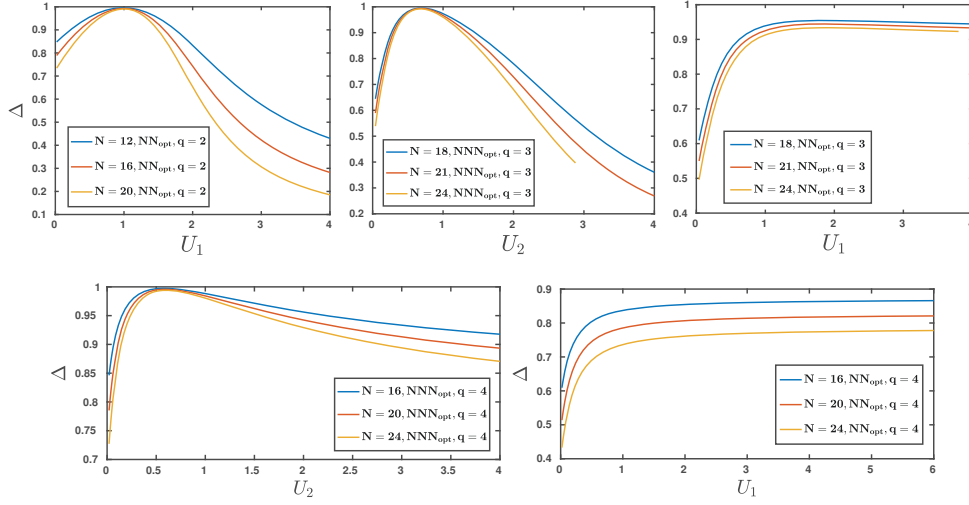 1
0.9
0.8
0.7
0.6
0.5
0.4
0.3
0.2
0.1
Δ
N = 12, NN_opt, q = 2
N = 16, NN_opt, q = 2
N = 20, NN_opt, q = 2
0 1 2 3 4
U_1
1
0.9
0.8
0.7
0.6
0.5
0.4
0.3
0.2
N = 18, NNN_opt, q = 3
N = 21, NNN_opt, q = 3
N = 24, NNN_opt, q = 3
0 1 2 3 4
U_2
1
0.9
0.8
0.7
0.6
0.5
0.4
N = 18, NN_opt, q = 3
N = 21, NN_opt, q = 3
N = 24, NN_opt, q = 3
0 1 2 3 4
U_1
1
0.95
0.9
0.85
0.8
0.75
0.7
Δ
N = 16, NNN_opt, q = 4
N = 20, NNN_opt, q = 4
N = 24, NNN_opt, q = 4
0 0.5 1 1.5 2 2.5 3 3.5 4
U_2
0.9
0.8
0.7
0.6
0.5
0.4
Δ
N = 16, NN_opt, q = 4
N = 20, NN_opt, q = 4
N = 24, NN_opt, q = 4
0 1 2 3 4 5 6
U_1